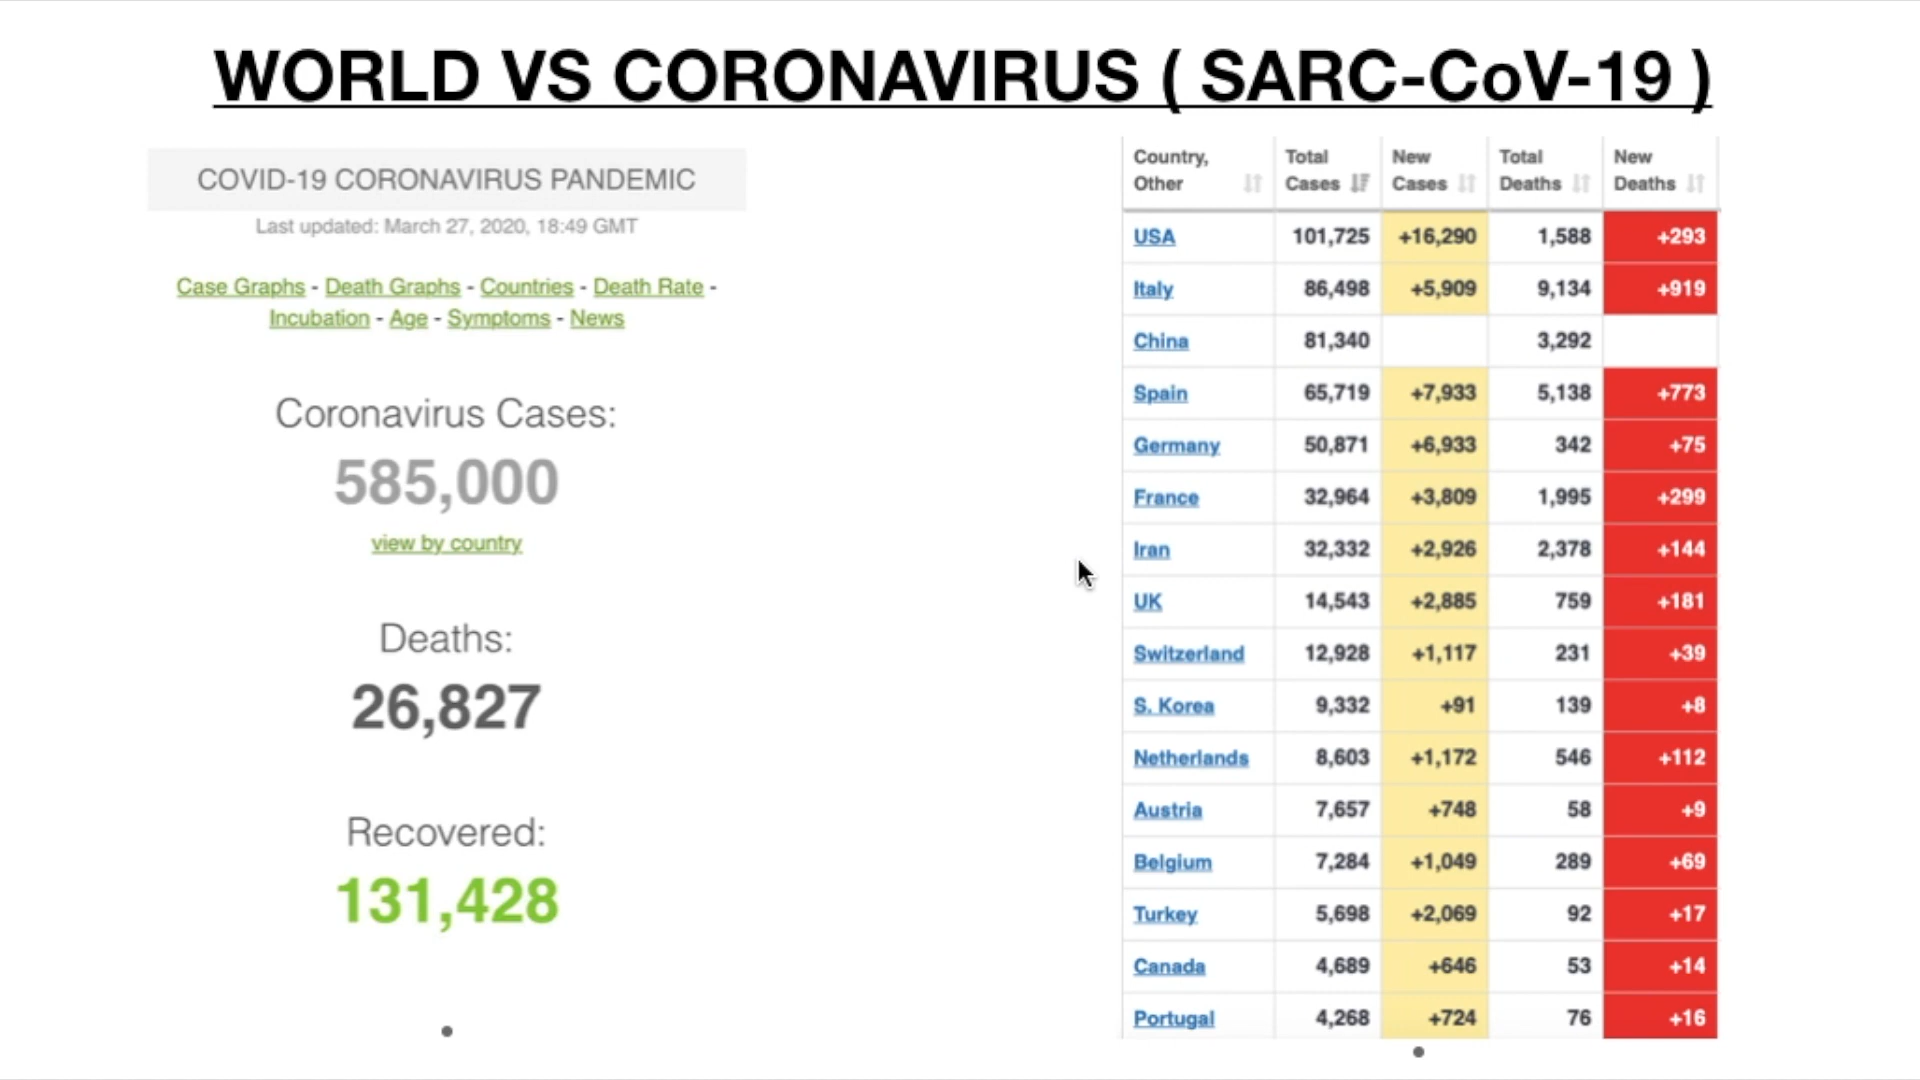 WORLD VS CORONAVIRUS ( SARC-CoV-19 )
COVID-19 CORONAVIRUS PANDEMIC
Last updated: March 27, 2020, 18:49 GMT
Case Graphs - Death Graphs - Countries - Death Rate -
Incubation - Age - Symptoms - News
Coronavirus Cases:
585,000
view by country
Deaths:
26,827
Recovered:
131,428
Country, Other Total Cases New Cases Total Deaths New Deaths
USA 101,725 +16,290 1,588 +293
Italy 86,498 +5,909 9,134 +919
China 81,340 3,292
Spain 65,719 +7,933 5,138 +773
Germany 50,871 +6,933 342 +75
France 32,964 +3,809 1,995 +299
Iran 32,332 +2,926 2,378 +144
UK 14,543 +2,885 759 +181
Switzerland 12,928 +1,117 231 +39
S. Korea 9,332 +91 139 +8
Netherlands 8,603 +1,172 546 +112
Austria 7,657 +748 58 +9
Belgium 7,284 +1,049 289 +69
Turkey 5,698 +2,069 92 +17
Canada 4,689 +646 53 +14
Portugal 4,268 +724 76 +16